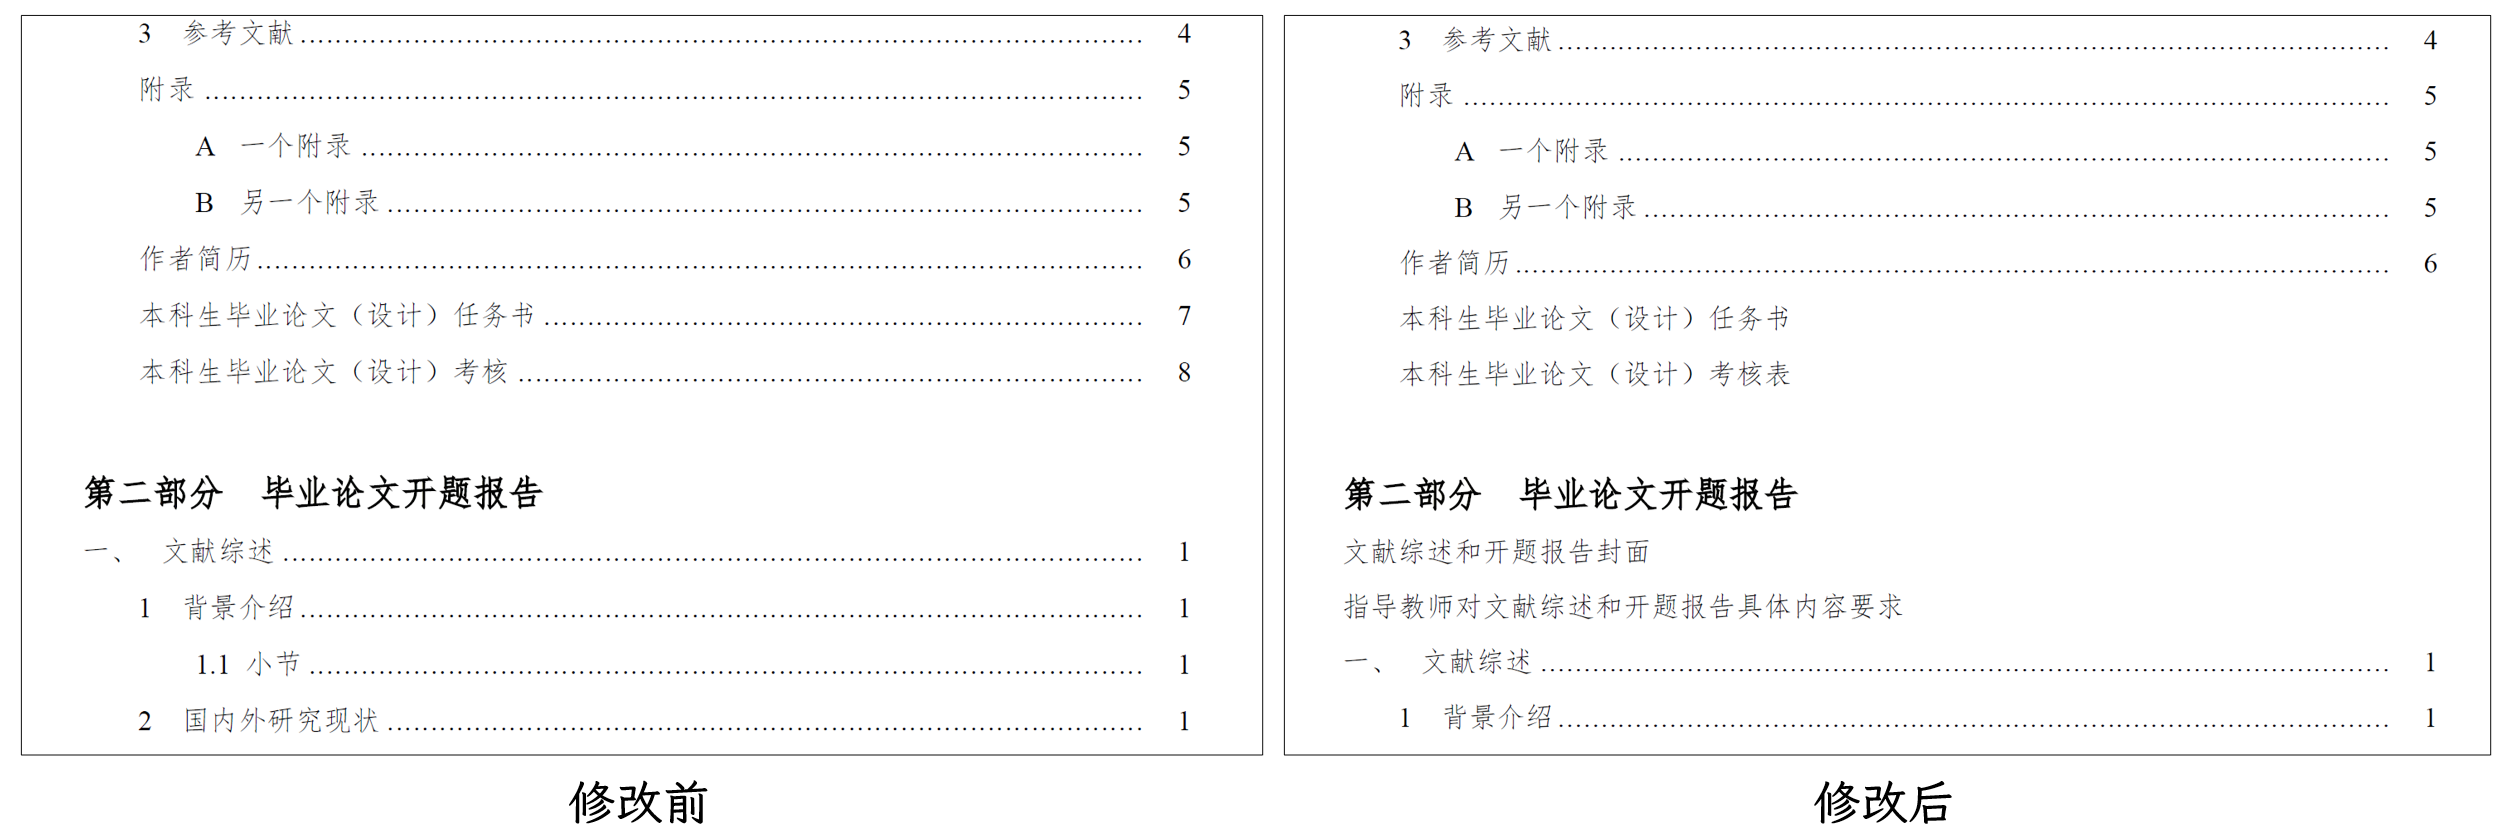 3 参考文献 4
附录 5
A 一个附录 5
B 另一个附录 5
作者简历 6
本科生毕业论文（设计）任务书 7
本科生毕业论文（设计）考核 8
第二部分 毕业论文开题报告
一、 文献综述 1
1 背景介绍 1
1.1 小节 1
2 国内外研究现状 1
修改前
3 参考文献 4
附录 5
A 一个附录 5
B 另一个附录 5
作者简历 6
本科生毕业论文（设计）任务书
本科生毕业论文（设计）考核表
第二部分 毕业论文开题报告
文献综述和开题报告封面
指导教师对文献综述和开题报告具体内容要求
一、 文献综述 1
1 背景介绍 1
修改后